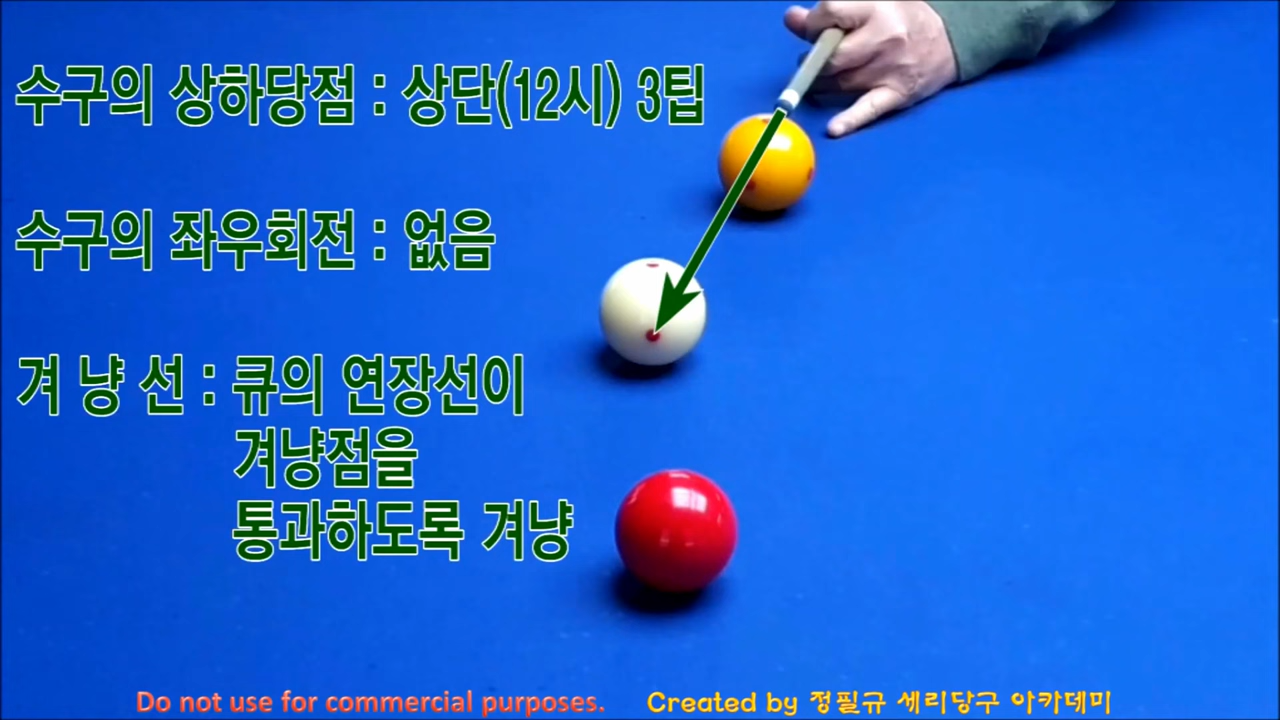 수구의 상하당점 : 상단(12시) 3팁
수구의 좌우회전 : 없음
겨 냥 선 : 큐의 연장선이
겨냥점을
통과하도록 겨냥
Do not use for commercial purposes. Created by 정필규 세리당구 아카데미